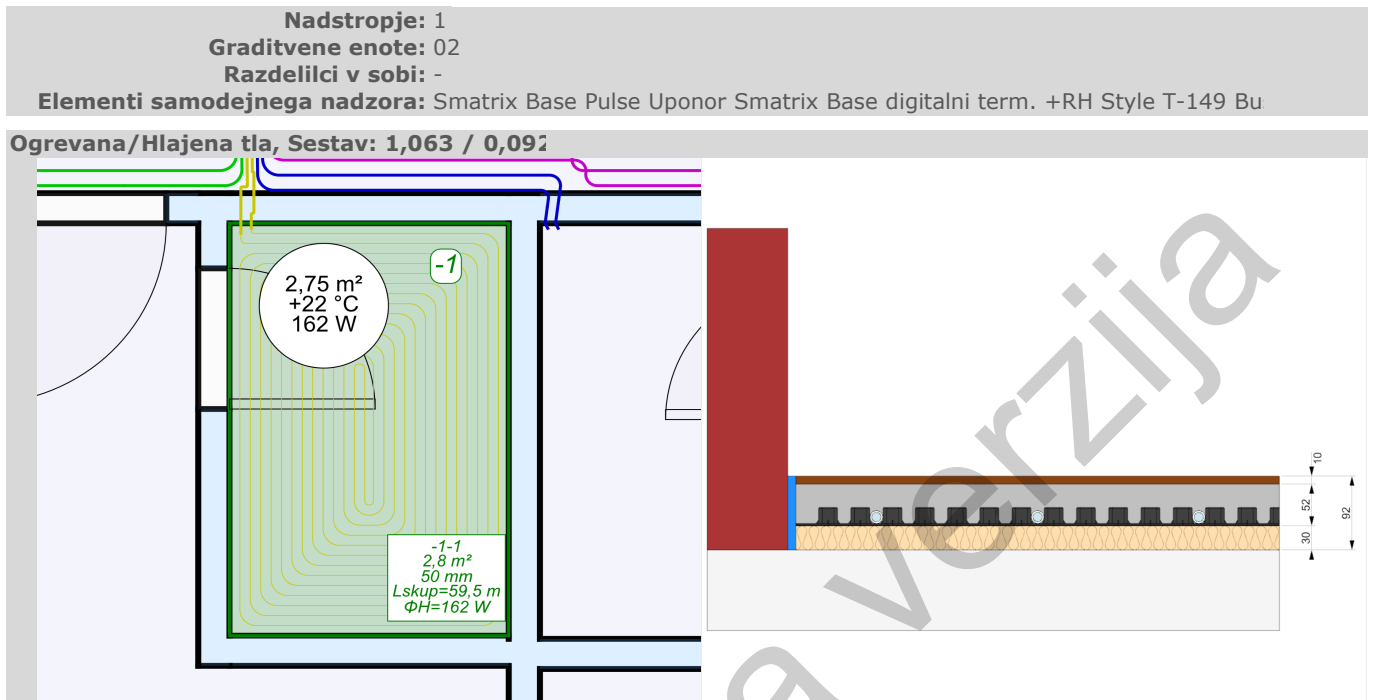 Nadstropje: 1
Graditvene enote: 02
Razdelilci v sobi: -
Elementi samodejnega nadzora: Smatrix Base Pulse Uponor Smatrix Base digitalni term. +RH Style T-149 Bu
Ogrevana/Hlajena tla, Sestav: 1,063 / 0,092
2,75 m²
+22 °C
162 W
-1
-1-1
2,8 m²
50 mm
Lskup=59,5 m
ΦH=162 W
10
52
30
92
a verzija